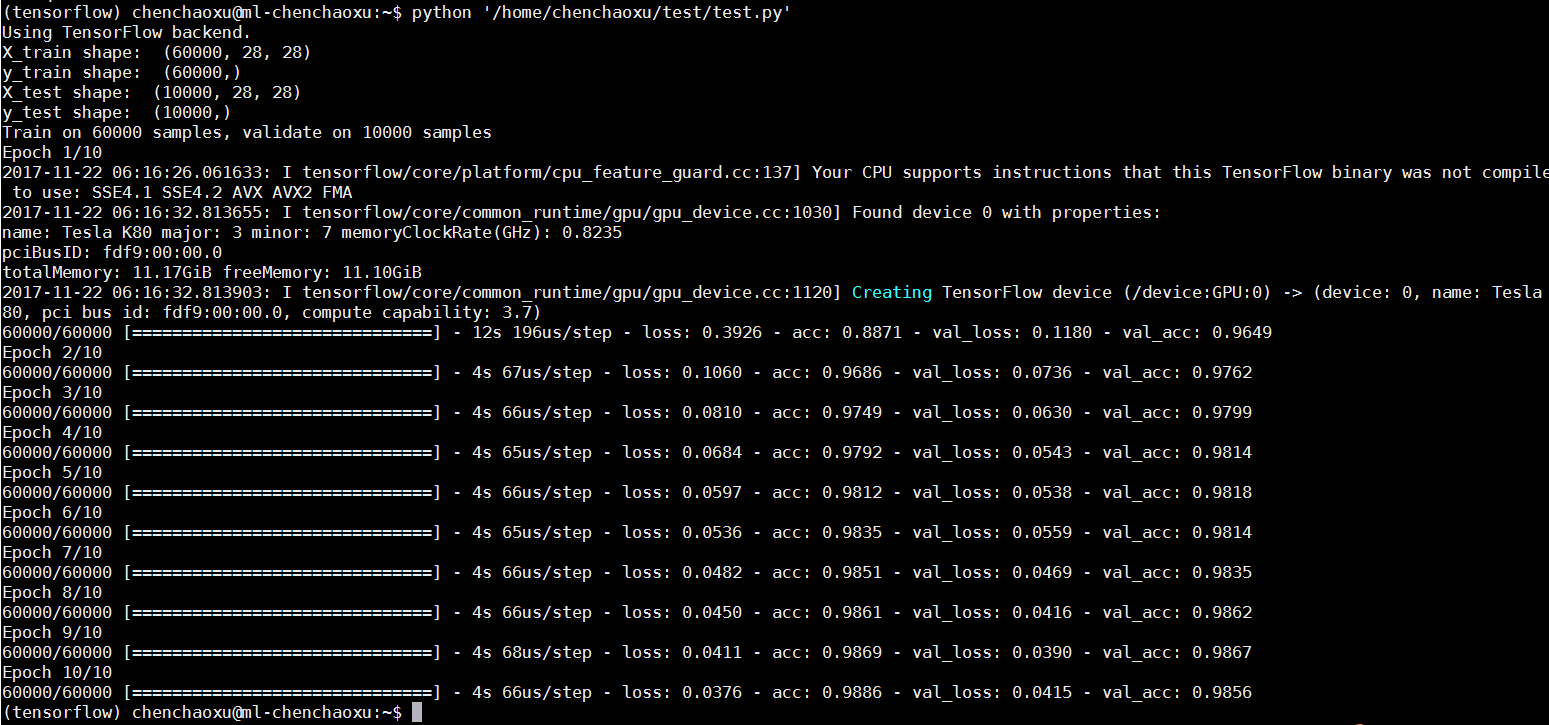 (tensorflow) chenchaoxu@ml-chenchaoxu:~$ python '/home/chenchaoxu/test/test.py'
Using TensorFlow backend.
X_train shape:  (60000, 28, 28)
y_train shape:  (60000,)
X_test shape:  (10000, 28, 28)
y_test shape:  (10000,)
Train on 60000 samples, validate on 10000 samples
Epoch 1/10
2017-11-22 06:16:26.061633: I tensorflow/core/platform/cpu_feature_guard.cc:137] Your CPU supports instructions that this TensorFlow binary was not compile
 to use: SSE4.1 SSE4.2 AVX AVX2 FMA
2017-11-22 06:16:32.813655: I tensorflow/core/common_runtime/gpu/gpu_device.cc:1030] Found device 0 with properties:
name: Tesla K80 major: 3 minor: 7 memoryClockRate(GHz): 0.8235
pciBusID: fdf9:00:00.0
totalMemory: 11.17GiB freeMemory: 11.10GiB
2017-11-22 06:16:32.813903: I tensorflow/core/common_runtime/gpu/gpu_device.cc:1120] Creating TensorFlow device (/device:GPU:0) -> (device: 0, name: Tesla
80, pci bus id: fdf9:00:00.0, compute capability: 3.7)
60000/60000 [==============================] - 12s 196us/step - loss: 0.3926 - acc: 0.8871 - val_loss: 0.1180 - val_acc: 0.9649
Epoch 2/10
60000/60000 [==============================] - 4s 67us/step - loss: 0.1060 - acc: 0.9686 - val_loss: 0.0736 - val_acc: 0.9762
Epoch 3/10
60000/60000 [==============================] - 4s 66us/step - loss: 0.0810 - acc: 0.9749 - val_loss: 0.0630 - val_acc: 0.9799
Epoch 4/10
60000/60000 [==============================] - 4s 65us/step - loss: 0.0684 - acc: 0.9792 - val_loss: 0.0543 - val_acc: 0.9814
Epoch 5/10
60000/60000 [==============================] - 4s 66us/step - loss: 0.0597 - acc: 0.9812 - val_loss: 0.0538 - val_acc: 0.9818
Epoch 6/10
60000/60000 [==============================] - 4s 65us/step - loss: 0.0536 - acc: 0.9835 - val_loss: 0.0559 - val_acc: 0.9814
Epoch 7/10
60000/60000 [==============================] - 4s 66us/step - loss: 0.0482 - acc: 0.9851 - val_loss: 0.0469 - val_acc: 0.9835
Epoch 8/10
60000/60000 [==============================] - 4s 66us/step - loss: 0.0450 - acc: 0.9861 - val_loss: 0.0416 - val_acc: 0.9862
Epoch 9/10
60000/60000 [==============================] - 4s 68us/step - loss: 0.0411 - acc: 0.9869 - val_loss: 0.0390 - val_acc: 0.9867
Epoch 10/10
60000/60000 [==============================] - 4s 66us/step - loss: 0.0376 - acc: 0.9886 - val_loss: 0.0415 - val_acc: 0.9856
(tensorflow) chenchaoxu@ml-chenchaoxu:~$